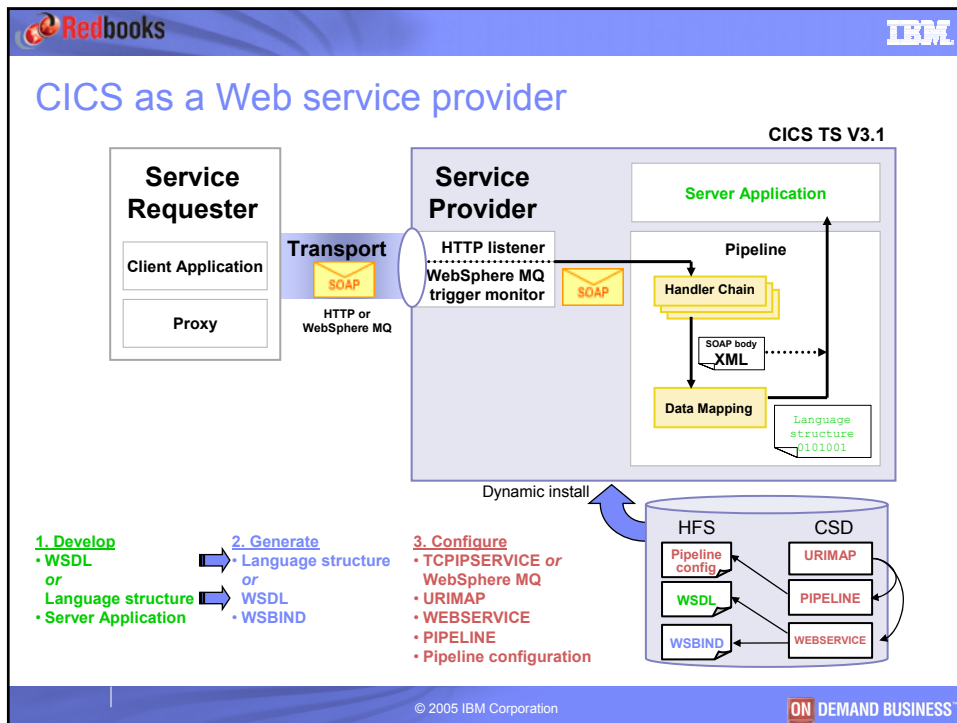 Redbooks
IBM
CICS as a Web service provider
CICS TS V3.1
Service
Requester
Client Application
Proxy
Transport
SOAP
HTTP or
WebSphere MQ
Service
Provider
HTTP listener
WebSphere MQ
trigger monitor
SOAP
Server Application
Pipeline
Handler Chain
SOAP body
XML
Data Mapping
Language
structure
0101001
Dynamic install
HFS
CSD
Pipeline
config
WSDL
WSBIND
URIMAP
PIPELINE
WEBSERVICE
1. Develop
• WSDL
or
Language structure
• Server Application
2. Generate
• Language structure
or
WSDL
• WSBIND
3. Configure
• TCPIPSERVICE or
WebSphere MQ
• URIMAP
• WEBSERVICE
• PIPELINE
• Pipeline configuration
© 2005 IBM Corporation
ON DEMAND BUSINESS™